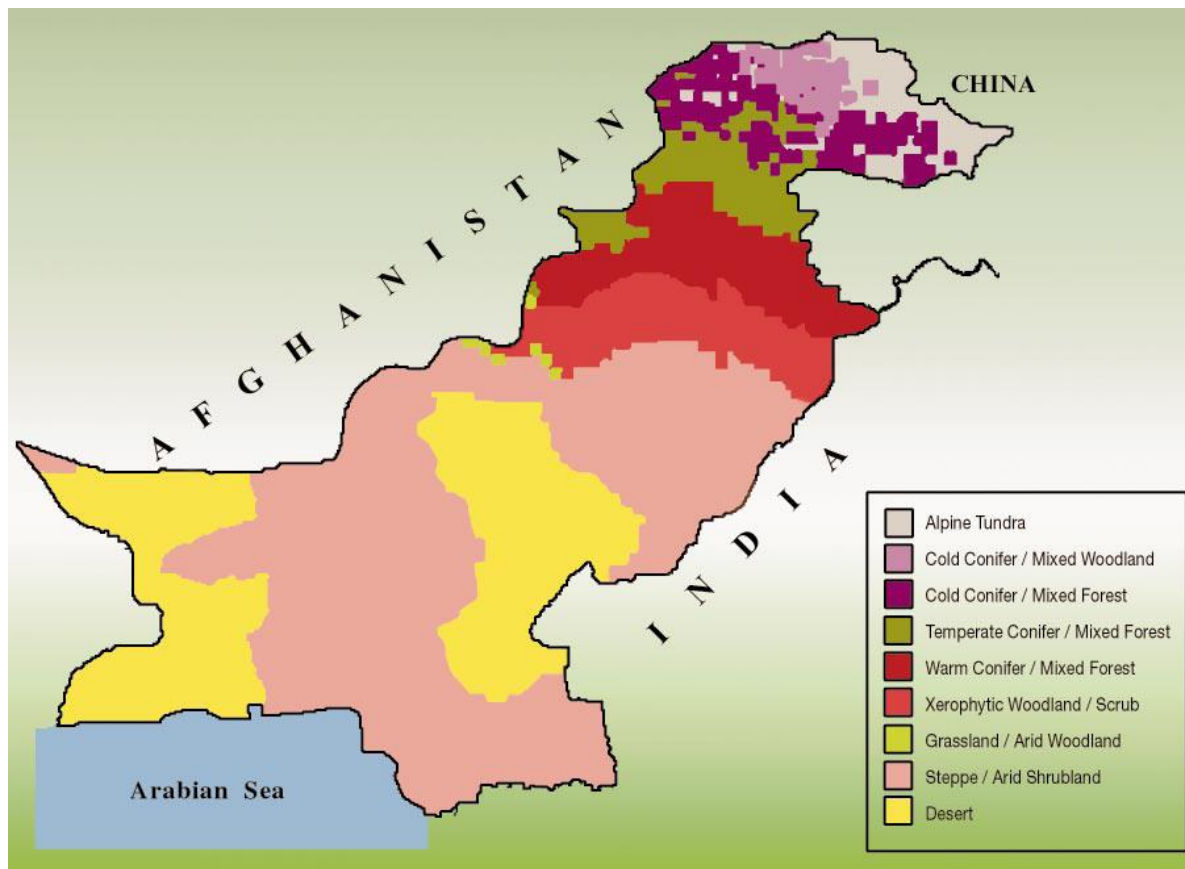 CHINA
AFGHANISTAN
INDIA
Arabian Sea
Alpine Tundra
Cold Conifer / Mixed Woodland
Cold Conifer / Mixed Forest
Temperate Conifer / Mixed Forest
Warm Conifer / Mixed Forest
Xerophytic Woodland / Scrub
Grassland / Arid Woodland
Steppe / Arid Shrubland
Desert